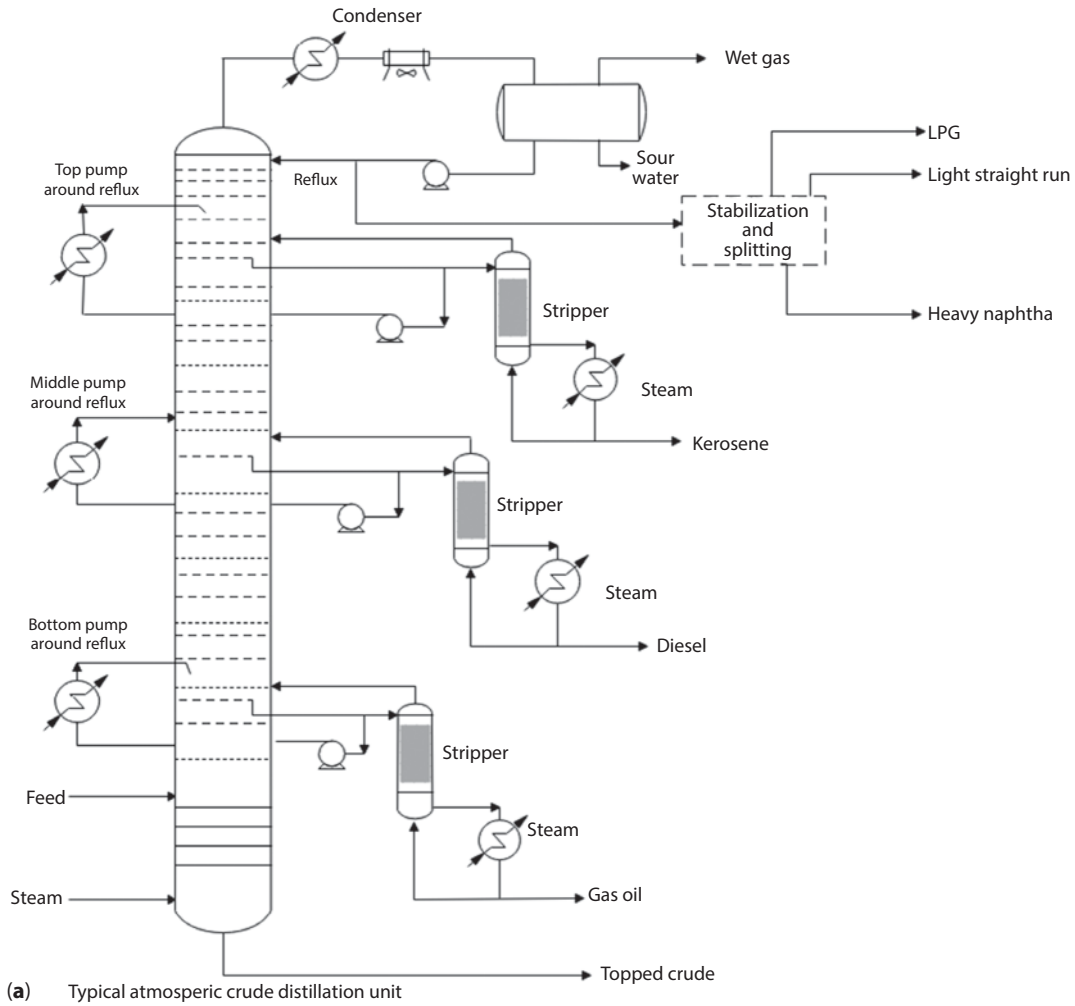 Condenser
Wet gas
LPG
Sour
water
Reflux
Top pump
around reflux
Light straight run
Stabilization
and
splitting
Stripper
Heavy naphtha
Middle pump
around reflux
Steam
Kerosene
Stripper
Steam
Bottom pump
around reflux
Diesel
Stripper
Feed
Steam
Steam
Gas oil
Topped crude
(a) Typical atmosperic crude distillation unit